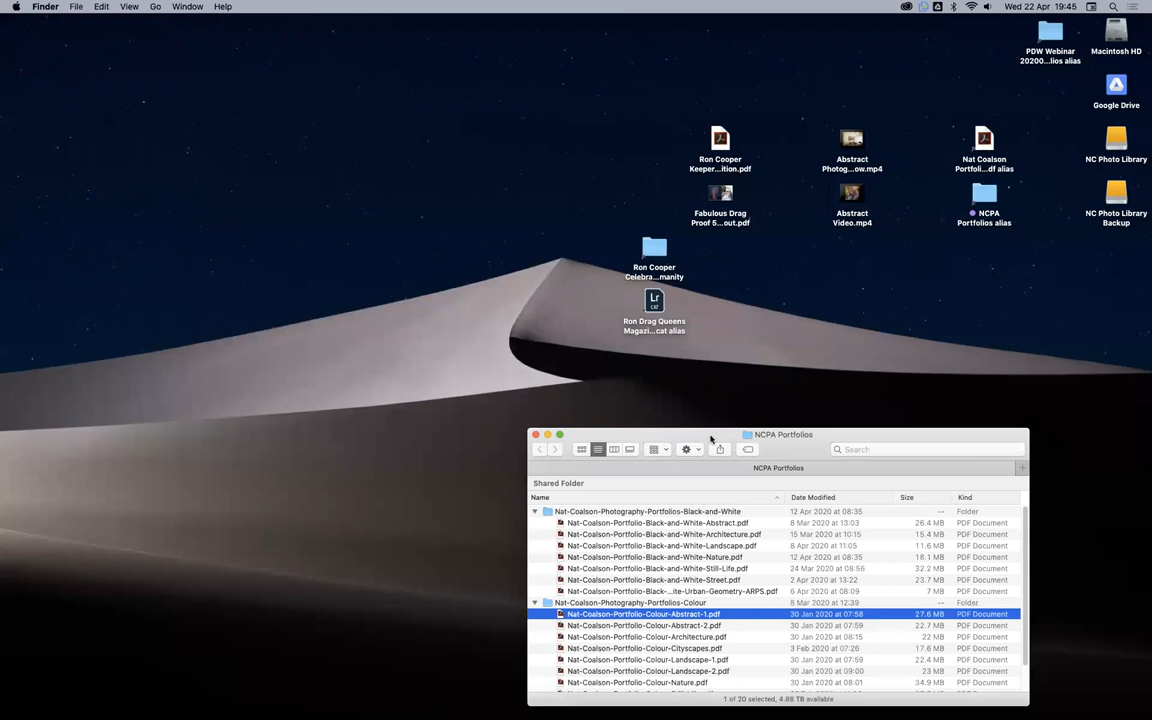 Finder File Edit View Go Window Help Wed 22 Apr 19:45
PDW Webinar
20200...lios alias
Macintosh HD
Google Drive
Ron Cooper
Keeper...ition.pdf
Abstract
Photog...ow.mp4
Nat Coalson
Portfoli...df alias
NC Photo Library
Fabulous Drag
Proof 5...out.pdf
Abstract
Video.mp4
NCPA
Portfolios alias
NC Photo Library
Backup
Ron Cooper
Celebra...manity
Lr
CAT
Ron Drag Queens
Magazi...cat alias
NCPA Portfolios
Search
NCPA Portfolios
Shared Folder
Name Date Modified Size Kind
Nat-Coalson-Photography-Portfolios-Black-and-White 12 Apr 2020 at 08:35 -- Folder
Nat-Coalson-Portfolio-Black-and-White-Abstract.pdf 8 Mar 2020 at 13:03 26.4 MB PDF Document
Nat-Coalson-Portfolio-Black-and-White-Architecture.pdf 15 Mar 2020 at 10:15 15.4 MB PDF Document
Nat-Coalson-Portfolio-Black-and-White-Landscape.pdf 8 Apr 2020 at 11:05 11.6 MB PDF Document
Nat-Coalson-Portfolio-Black-and-White-Nature.pdf 12 Apr 2020 at 08:35 18.1 MB PDF Document
Nat-Coalson-Portfolio-Black-and-White-Still-Life.pdf 24 Mar 2020 at 08:56 32.2 MB PDF Document
Nat-Coalson-Portfolio-Black-and-White-Street.pdf 2 Apr 2020 at 13:22 23.7 MB PDF Document
Nat-Coalson-Portfolio-Black-...ite-Urban-Geometry-ARPS.pdf 6 Apr 2020 at 08:09 7 MB PDF Document
Nat-Coalson-Photography-Portfolios-Colour 8 Mar 2020 at 12:39 -- Folder
Nat-Coalson-Portfolio-Colour-Abstract-1.pdf 30 Jan 2020 at 07:58 27.6 MB PDF Document
Nat-Coalson-Portfolio-Colour-Abstract-2.pdf 30 Jan 2020 at 07:59 22.7 MB PDF Document
Nat-Coalson-Portfolio-Colour-Architecture.pdf 30 Jan 2020 at 08:15 22 MB PDF Document
Nat-Coalson-Portfolio-Colour-Cityscapes.pdf 3 Feb 2020 at 07:26 17.6 MB PDF Document
Nat-Coalson-Portfolio-Colour-Landscape-1.pdf 30 Jan 2020 at 07:59 22.4 MB PDF Document
Nat-Coalson-Portfolio-Colour-Landscape-2.pdf 30 Jan 2020 at 09:00 23 MB PDF Document
Nat-Coalson-Portfolio-Colour-Nature.pdf 30 Jan 2020 at 08:01 34.9 MB PDF Document
1 of 20 selected, 4.88 TB available